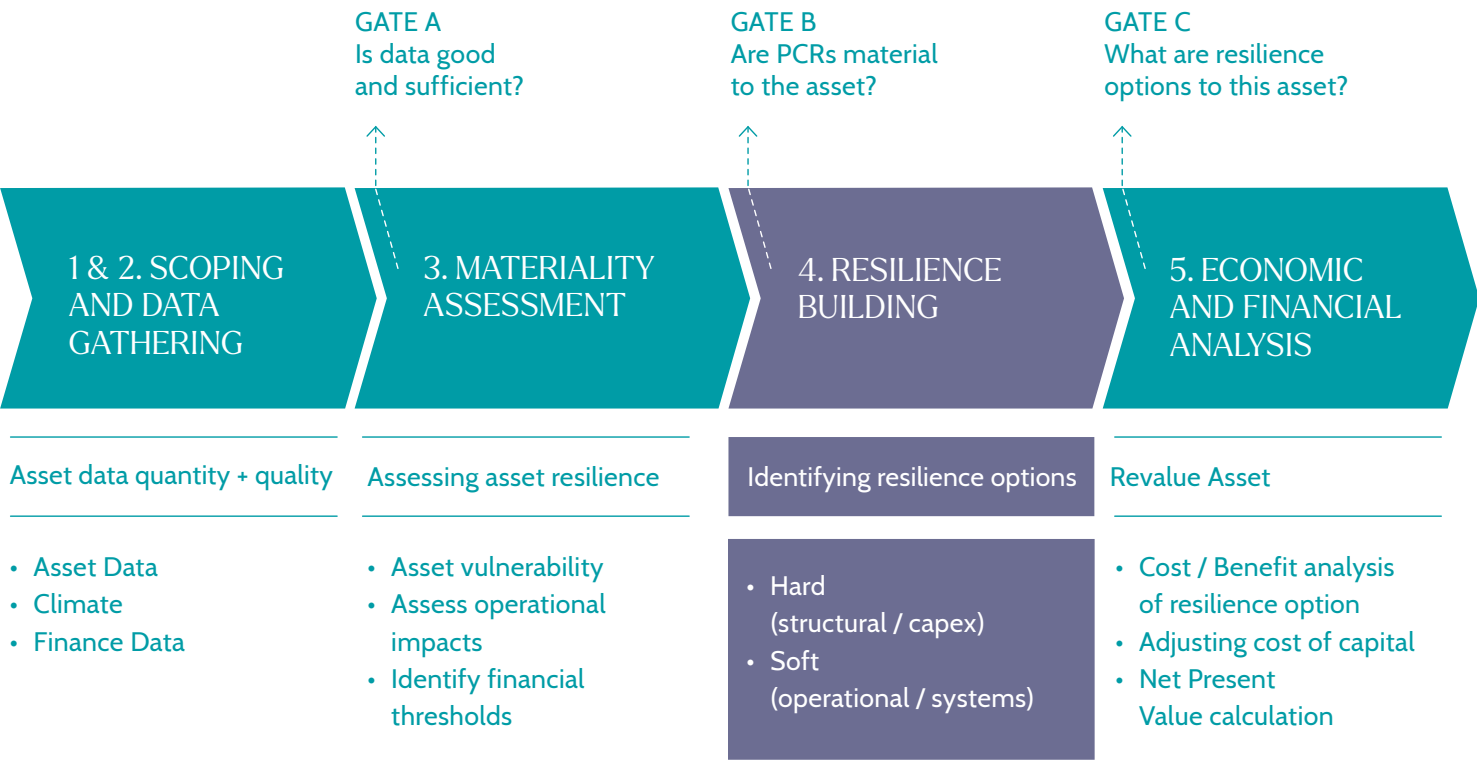 GATE A
Is data good
and sufficient?
GATE B
Are PCRs material
to the asset?
GATE C
What are resilience
options to this asset?
1 & 2. SCOPING
AND DATA
GATHERING
3. MATERIALITY
ASSESSMENT
4. RESILIENCE
BUILDING
5. ECONOMIC
AND FINANCIAL
ANALYSIS
Asset data quantity + quality
Assessing asset resilience
Identifying resilience options
Revalue Asset
• Asset Data
• Climate
• Finance Data
• Asset vulnerability
• Assess operational
impacts
• Identify financial
thresholds
• Hard
(structural / capex)
• Soft
(operational / systems)
• Cost / Benefit analysis
of resilience option
• Adjusting cost of capital
• Net Present
Value calculation